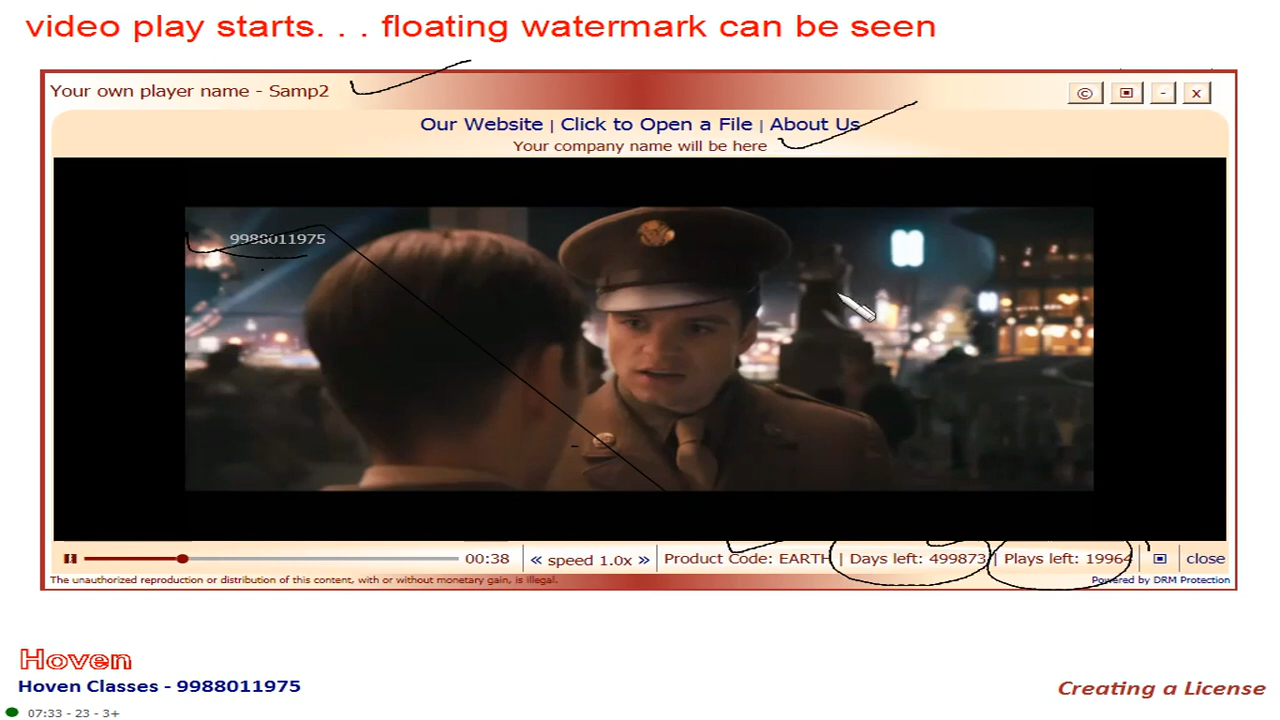 video play starts. . . floating watermark can be seen
Your own player name - Samp2
© - x
Our Website | Click to Open a File | About Us
Your company name will be here
9988011975
00:38 « speed 1.0x » Product Code: EARTH | Days left: 499873 | Plays left: 19964 close
The unauthorized reproduction or distribution of this content, with or without monetary gain, is illegal. Powered by DRM Protection
Hoven
Hoven Classes - 9988011975
Creating a License
07:33 - 23 - 3+